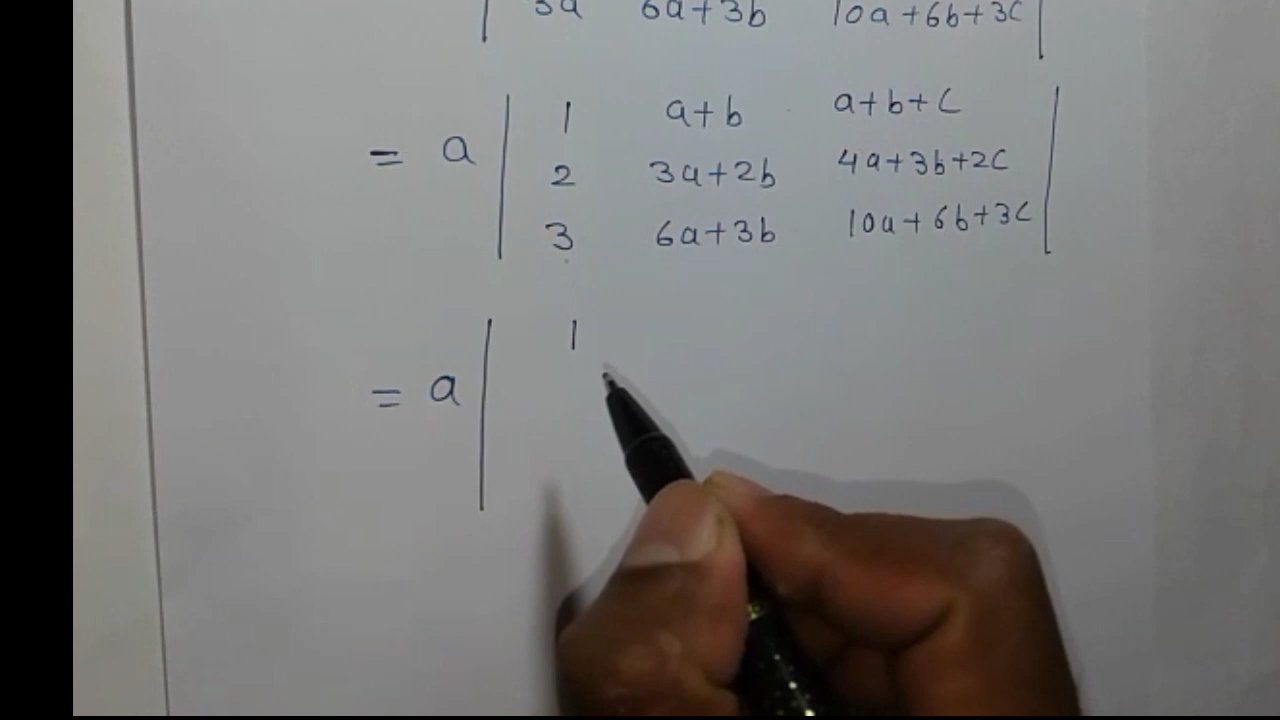 | 3a 6a+3b 10a+6b+3c |
| 1 a+b a+b+c |
= a | 2 3a+2b 4a+3b+2c |
| 3 6a+3b 10a+6b+3c |
| 1
= a |